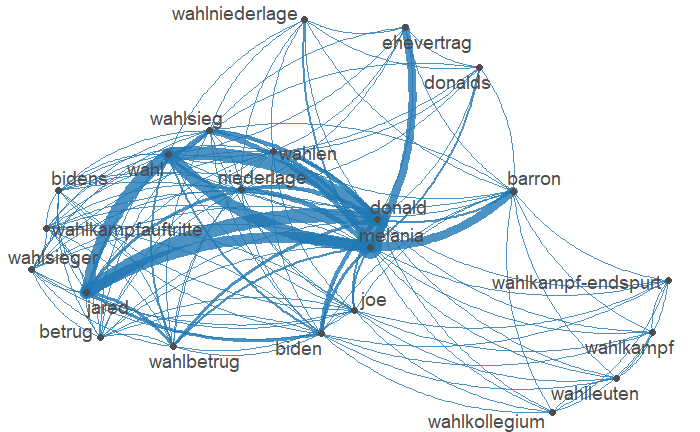 wahlniederlage
ehevertrag
donalds
wahlsieg
wahlen
wahl
niederlage
bidens
barron
donald
wahlkampfauftritte
melania
wahlsieger
wahlkampf-endspurt
jared
joe
betrug
biden
wahlbetrug
wahlkampf
wahlleuten
wahlkollegium